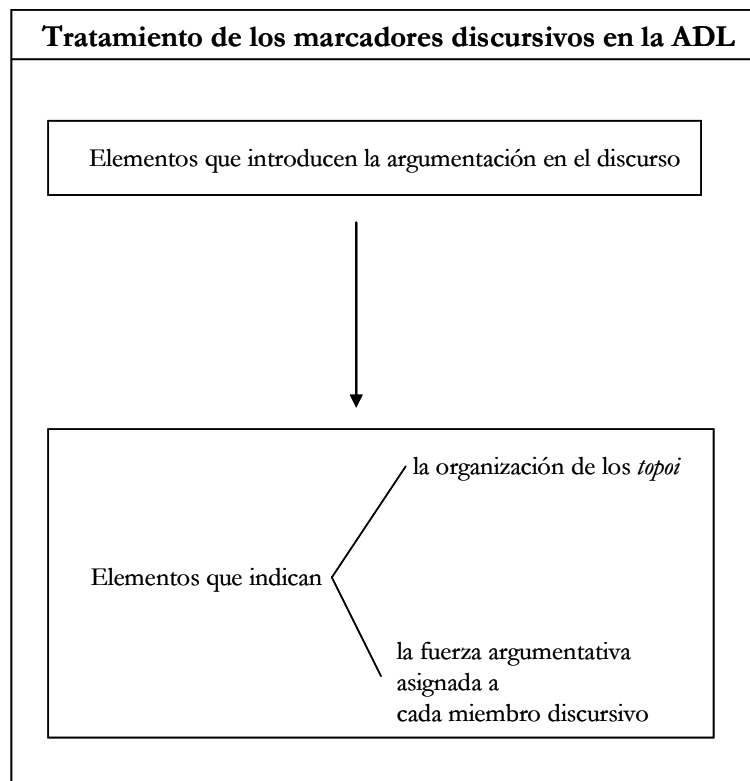 Tratamiento de los marcadores discursivos en la ADL
Elementos que introducen la argumentación en el discurso
la organización de los topoi
Elementos que indican
la fuerza argumentativa
asignada a
cada miembro discursivo